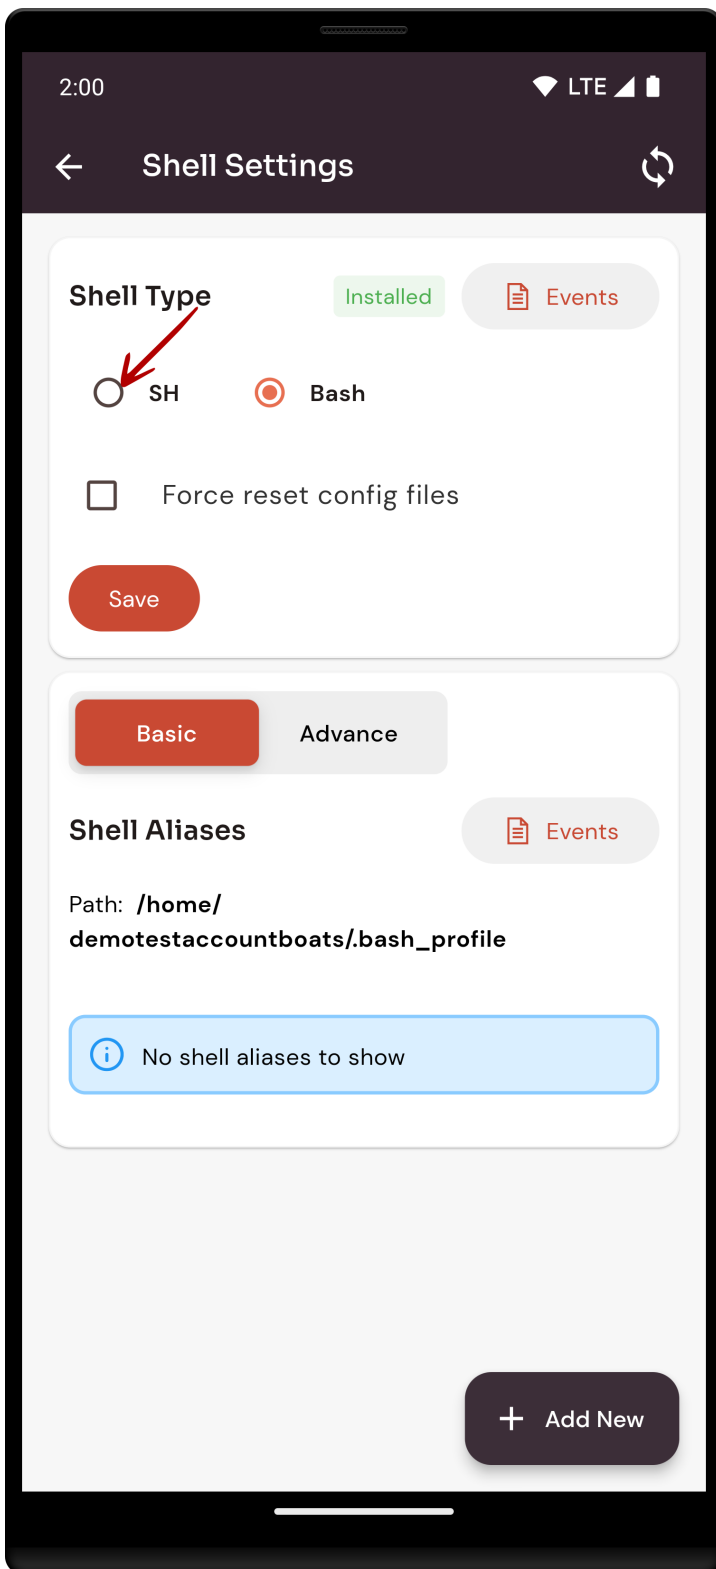 2:00
LTE
Shell Settings
Shell Type
Installed
Events
SH
Bash
Force reset config files
Save
Basic
Advance
Shell Aliases
Events
Path: /home/
demotestaccountboats/.bash_profile
No shell aliases to show
Add New